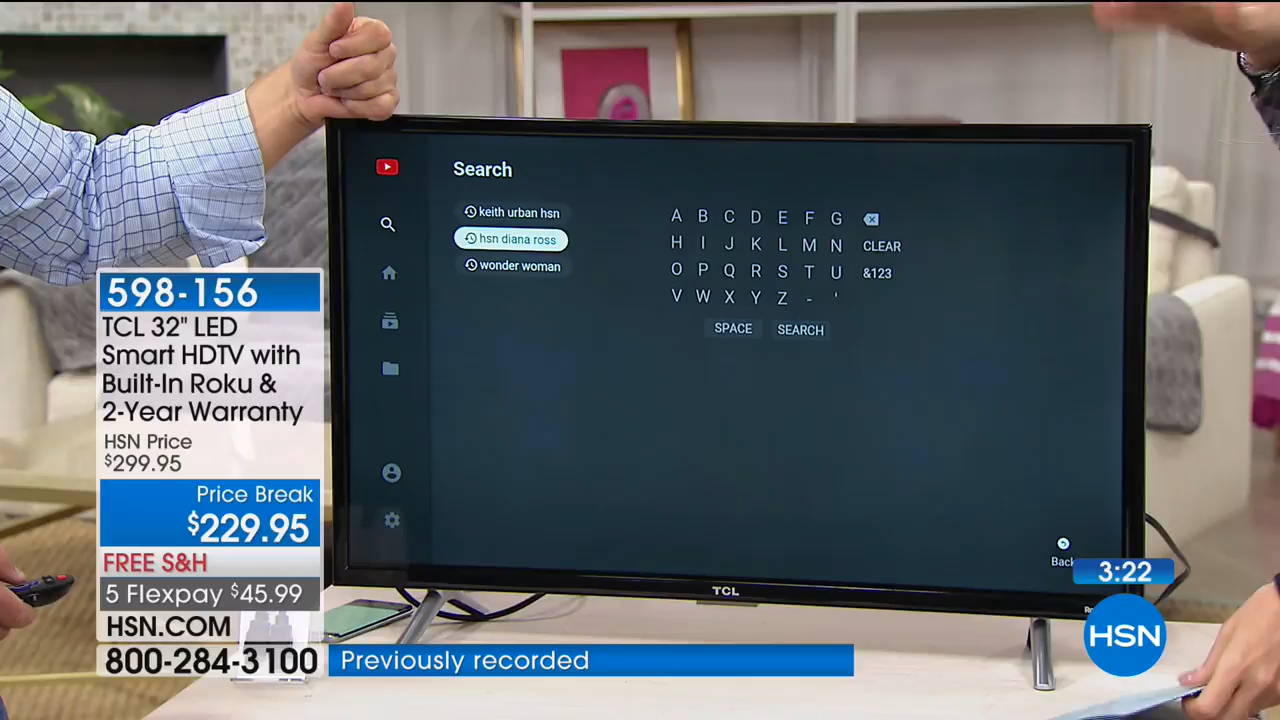 Search
keith urban hsn
hsn diana ross
wonder woman
A B C D E F G
H I J K L M N CLEAR
O P Q R S T U &123
V W X Y Z - '
SPACE SEARCH
Back
TCL
598-156
TCL 32" LED
Smart HDTV with
Built-In Roku &
2-Year Warranty
HSN Price
$299.95
Price Break
$229.95
FREE S&H
5 Flexpay $45.99
HSN.COM
800-284-3100
Previously recorded
3:22
HSN